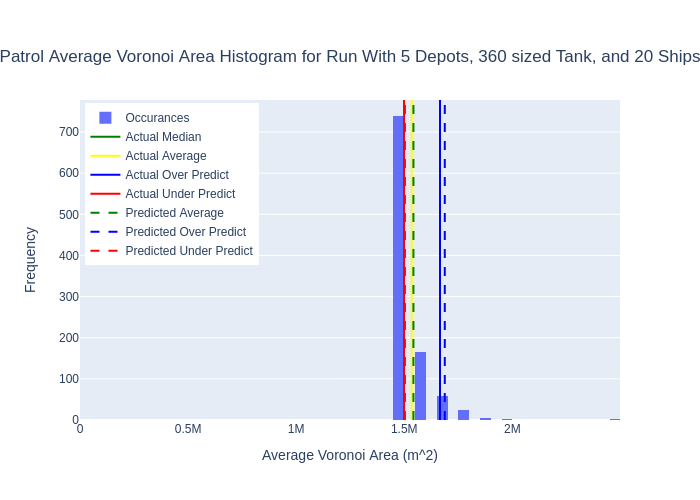 Patrol Average Voronoi Area Histogram for Run With 5 Depots, 360 sized Tank, and 20 Ships
Occurances
Actual Median
Actual Average
Actual Over Predict
Actual Under Predict
Predicted Average
Predicted Over Predict
Predicted Under Predict
700
600
500
400
300
200
100
0
Frequency
0 0.5M 1M 1.5M 2M
Average Voronoi Area (m^2)